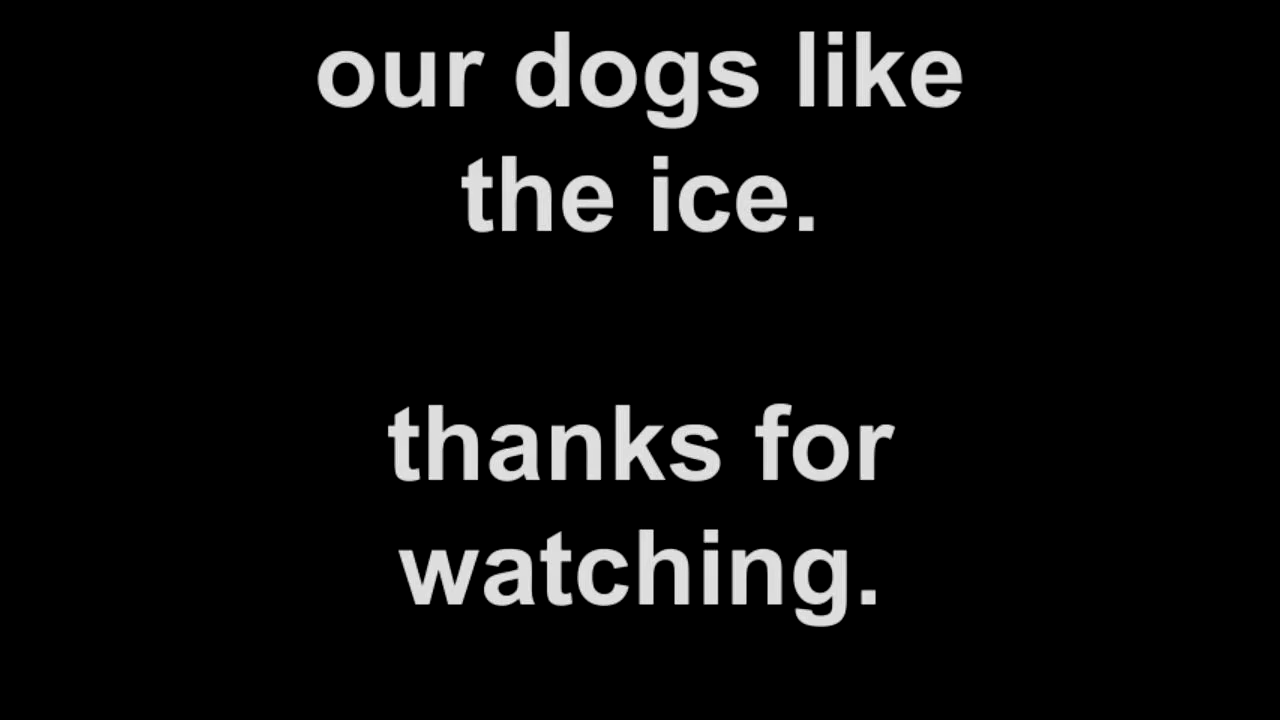 our dogs like
the ice.
thanks for
watching.